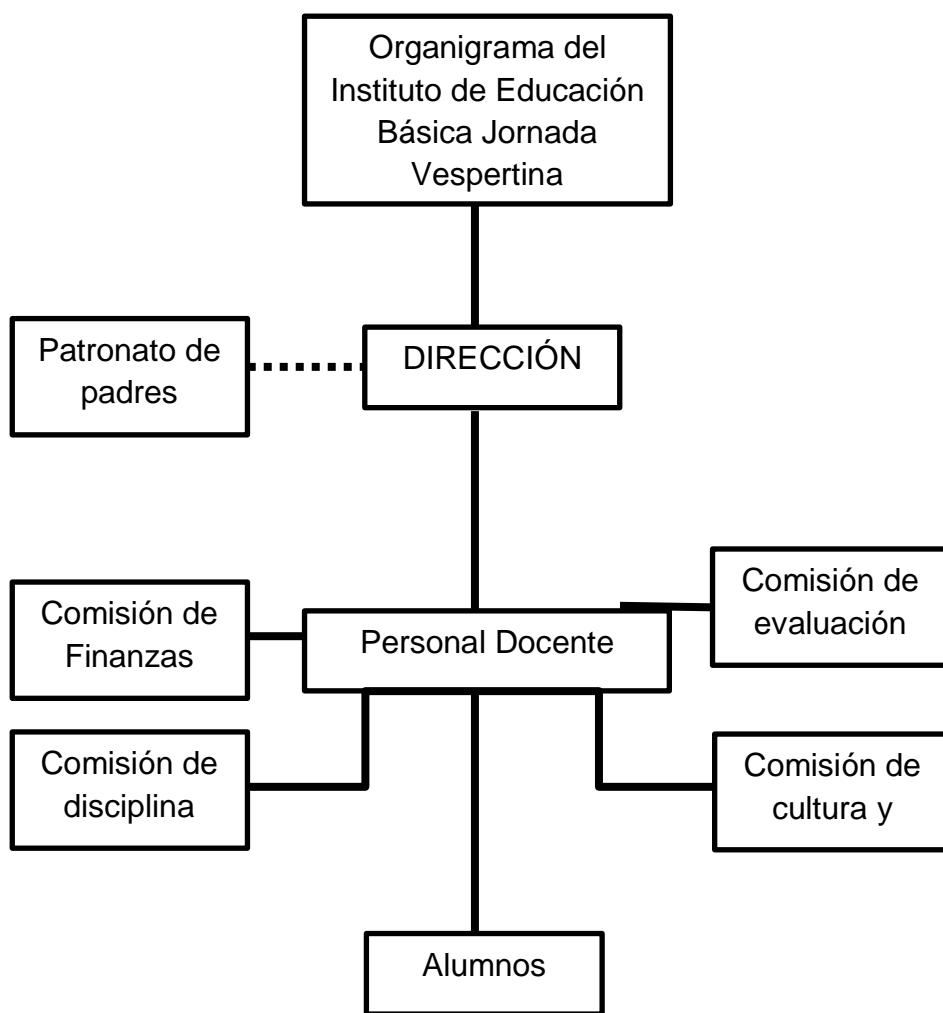 Organigrama del
Instituto de Educación
Básica Jornada
Vespertina
Patronato de
padres
DIRECCIÓN
Comisión de
evaluación
Comisión de
Finanzas
Personal Docente
Comisión de
disciplina
Comisión de
cultura y
Alumnos